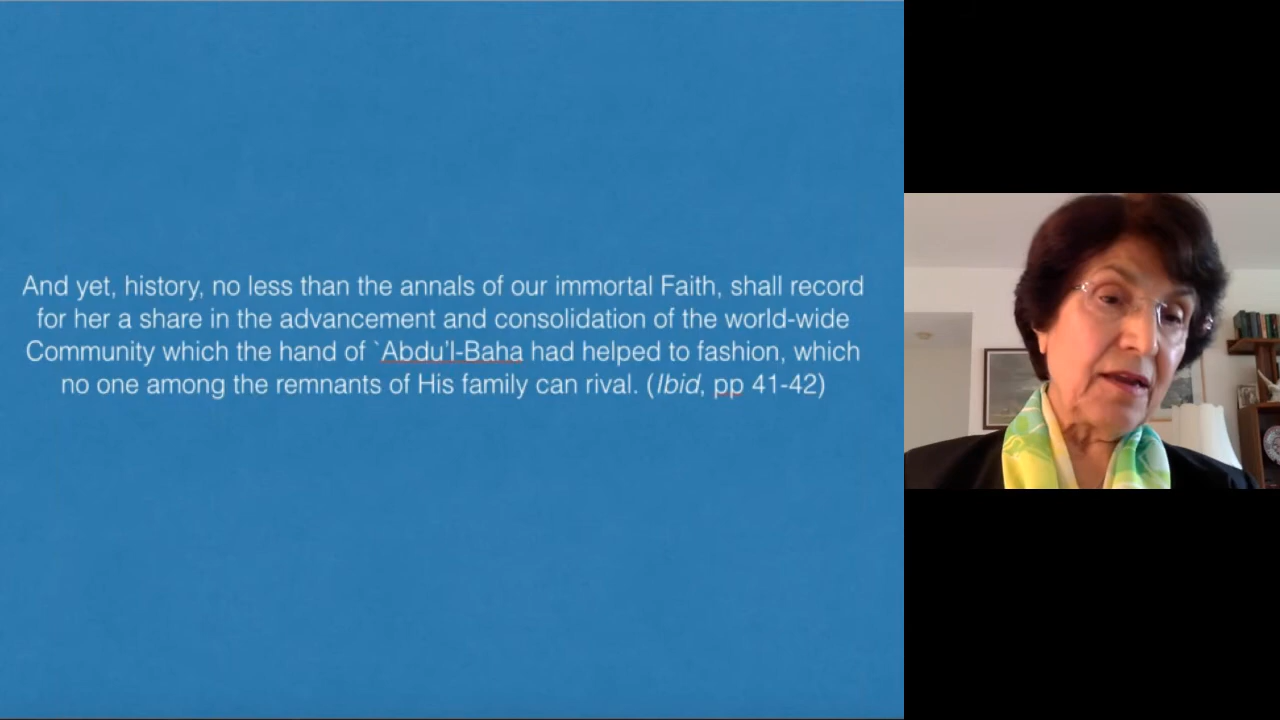 And yet, history, no less than the annals of our immortal Faith, shall record
for her a share in the advancement and consolidation of the world-wide
Community which the hand of `Abdu'l-Baha had helped to fashion, which
no one among the remnants of His family can rival. (Ibid, pp 41-42)